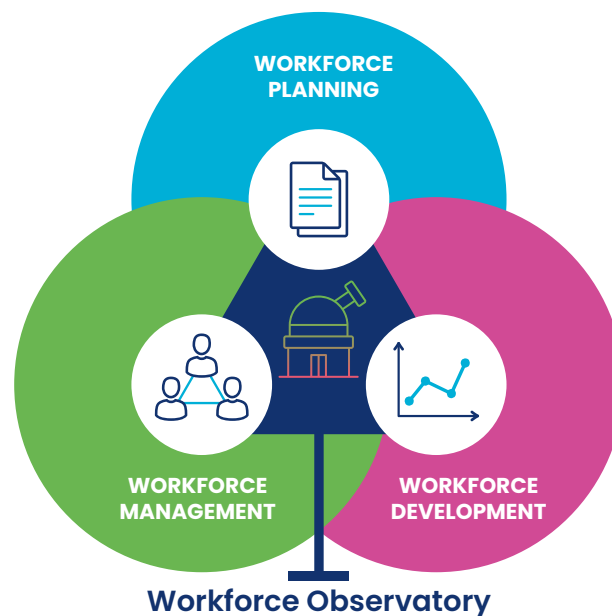 WORKFORCE
PLANNING
WORKFORCE
MANAGEMENT
WORKFORCE
DEVELOPMENT
Workforce Observatory